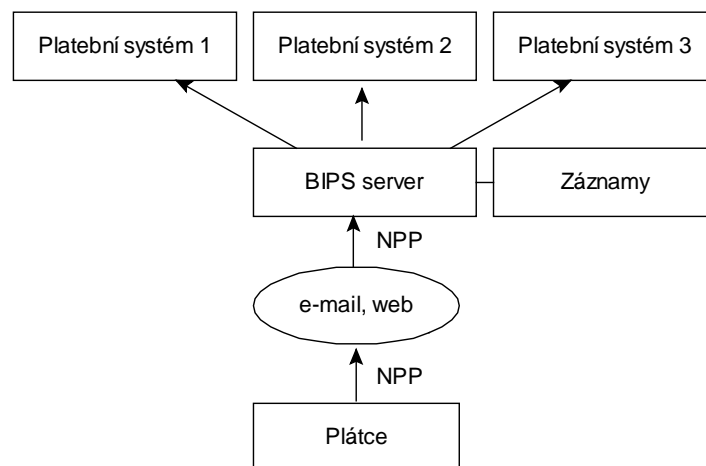 Platební systém 1
Platební systém 2
Platební systém 3
BIPS server
Záznamy
NPP
e-mail, web
NPP
Plátce